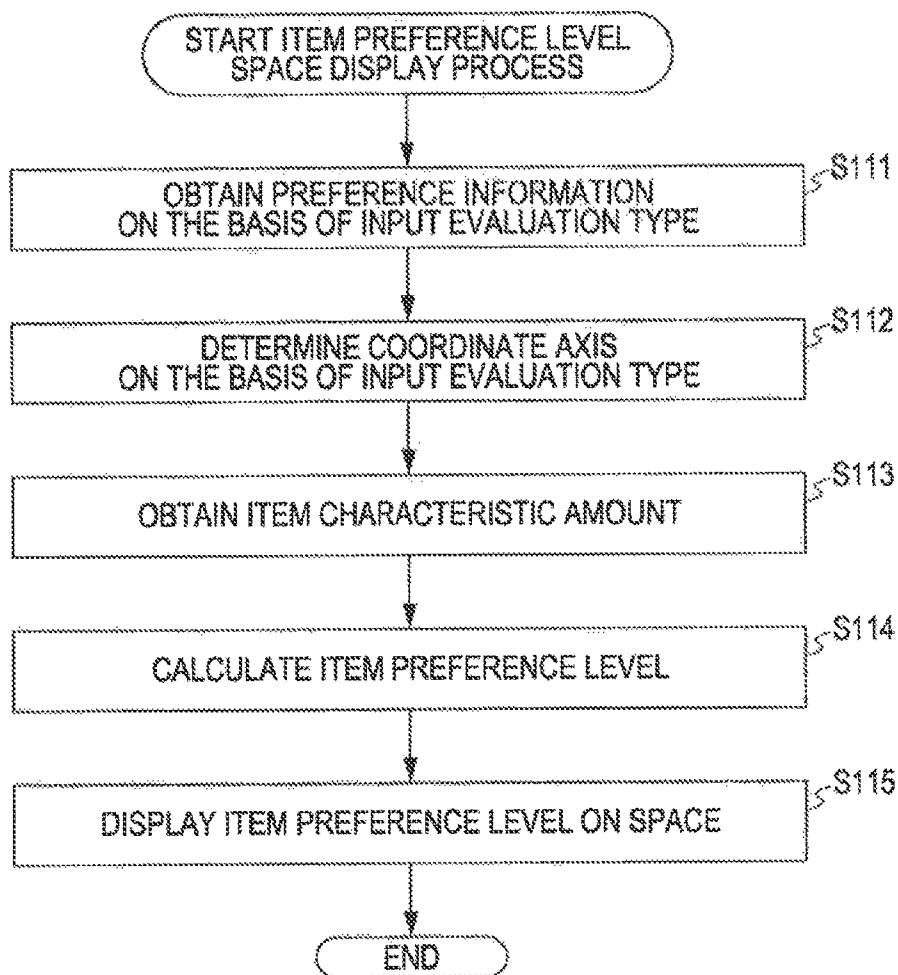 START ITEM PREFERENCE LEVEL
SPACE DISPLAY PROCESS
S111
OBTAIN PREFERENCE INFORMATION
ON THE BASIS OF INPUT EVALUATION TYPE
S112
DETERMINE COORDINATE AXIS
ON THE BASIS OF INPUT EVALUATION TYPE
S113
OBTAIN ITEM CHARACTERISTIC AMOUNT
S114
CALCULATE ITEM PREFERENCE LEVEL
S115
DISPLAY ITEM PREFERENCE LEVEL ON SPACE
END